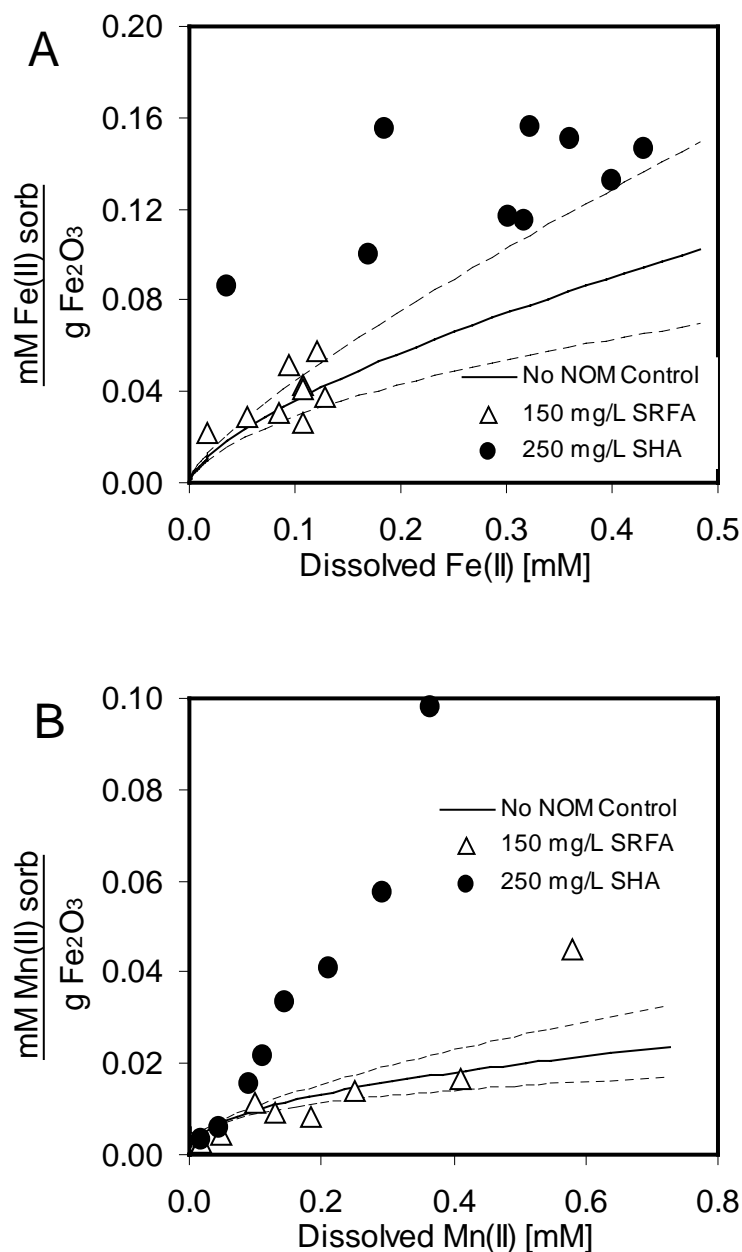 A
0.20
0.16
0.12
0.08
0.04
0.00
mM Fe(II) sorb
g Fe2O3
No NOM Control
150 mg/L SRFA
250 mg/L SHA
0.0 0.1 0.2 0.3 0.4 0.5
Dissolved Fe(II) [mM]
B
0.10
0.08
0.06
0.04
0.02
0.00
mM Mn(II) sorb
g Fe2O3
No NOM Control
150 mg/L SRFA
250 mg/L SHA
0.0 0.2 0.4 0.6 0.8
Dissolved Mn(II) [mM]